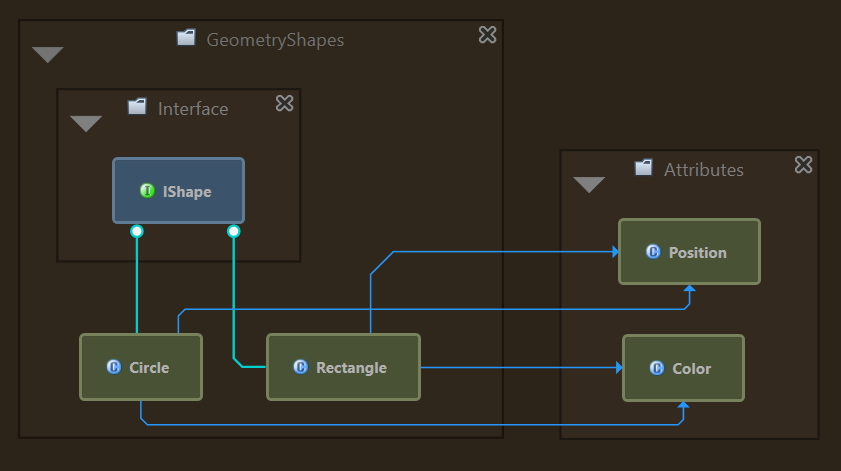 GeometryShapes
Interface
I IShape
Attributes
C Position
C Circle
C Rectangle
C Color